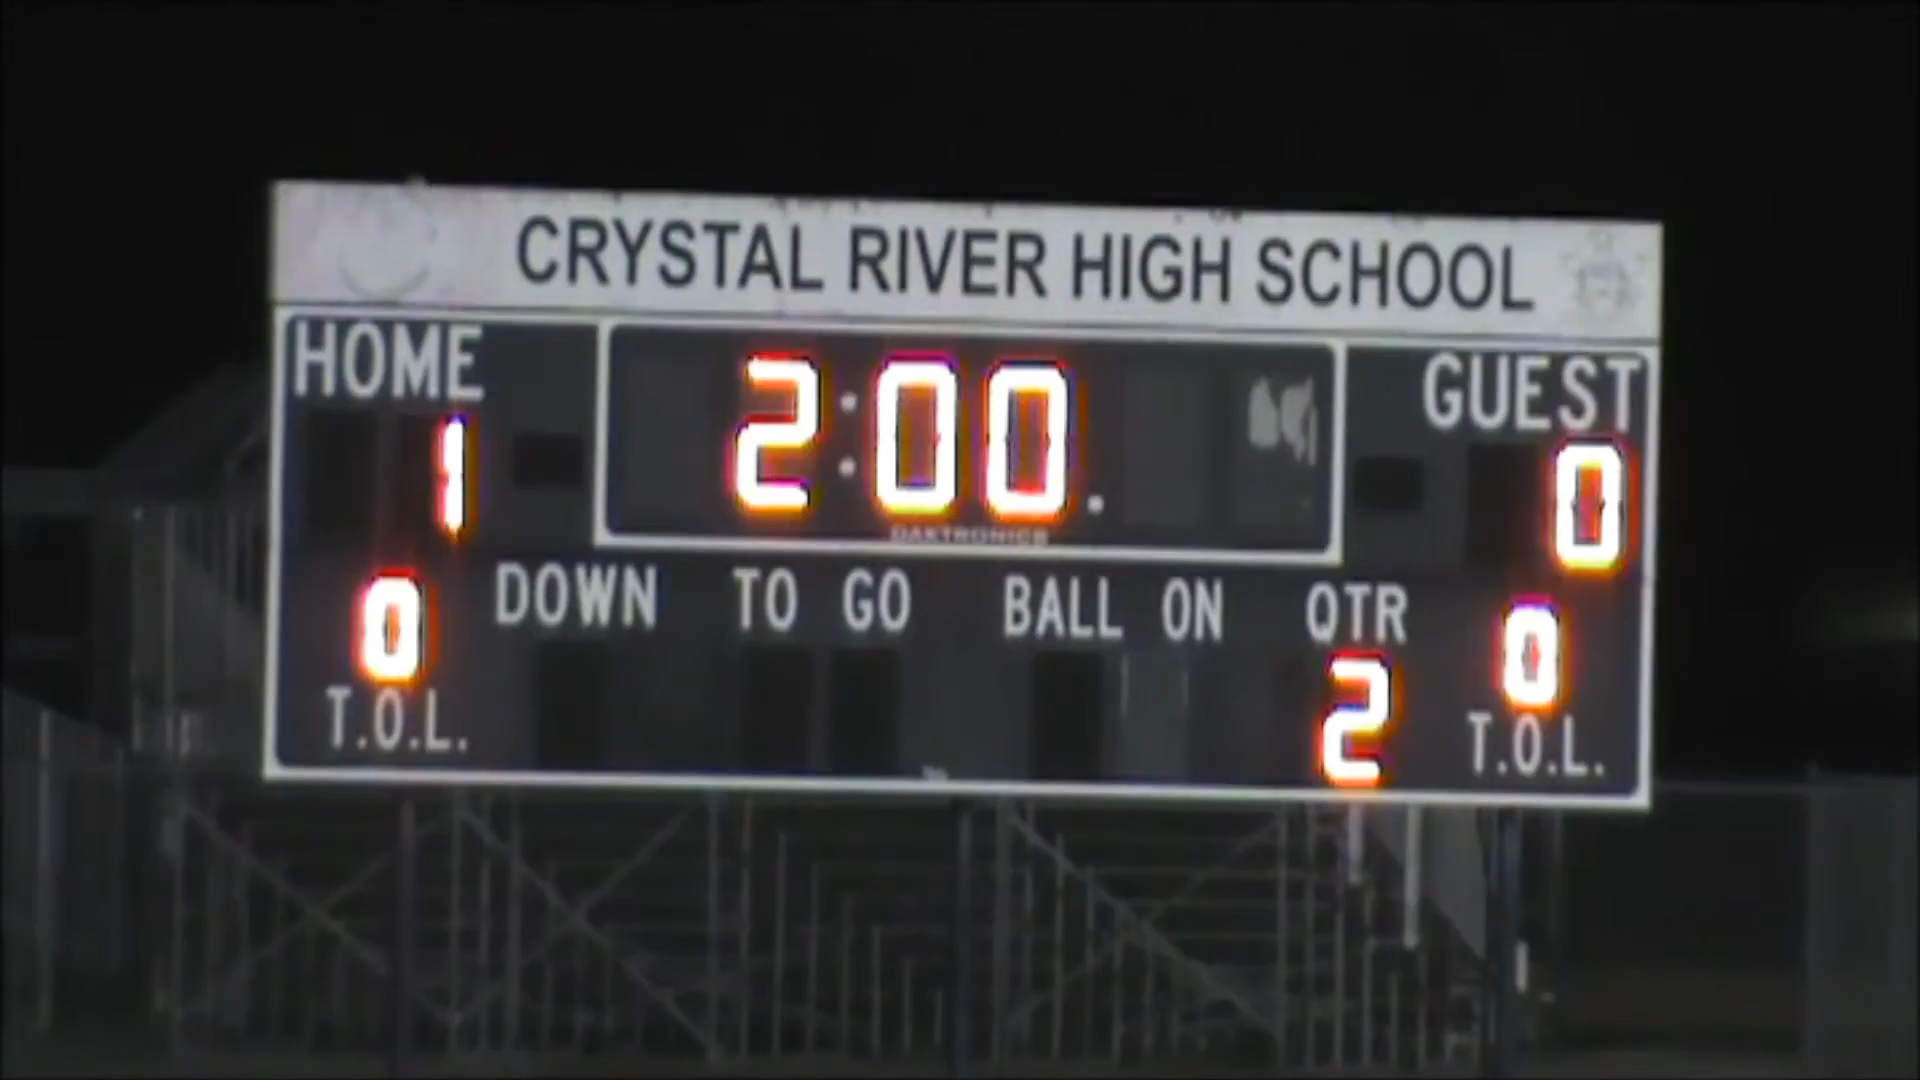 CRYSTAL RIVER HIGH SCHOOL
HOME 2:00. GUEST
1 0
DAKTRONICS
DOWN TO GO BALL ON QTR
0 2 0
T.O.L. T.O.L.